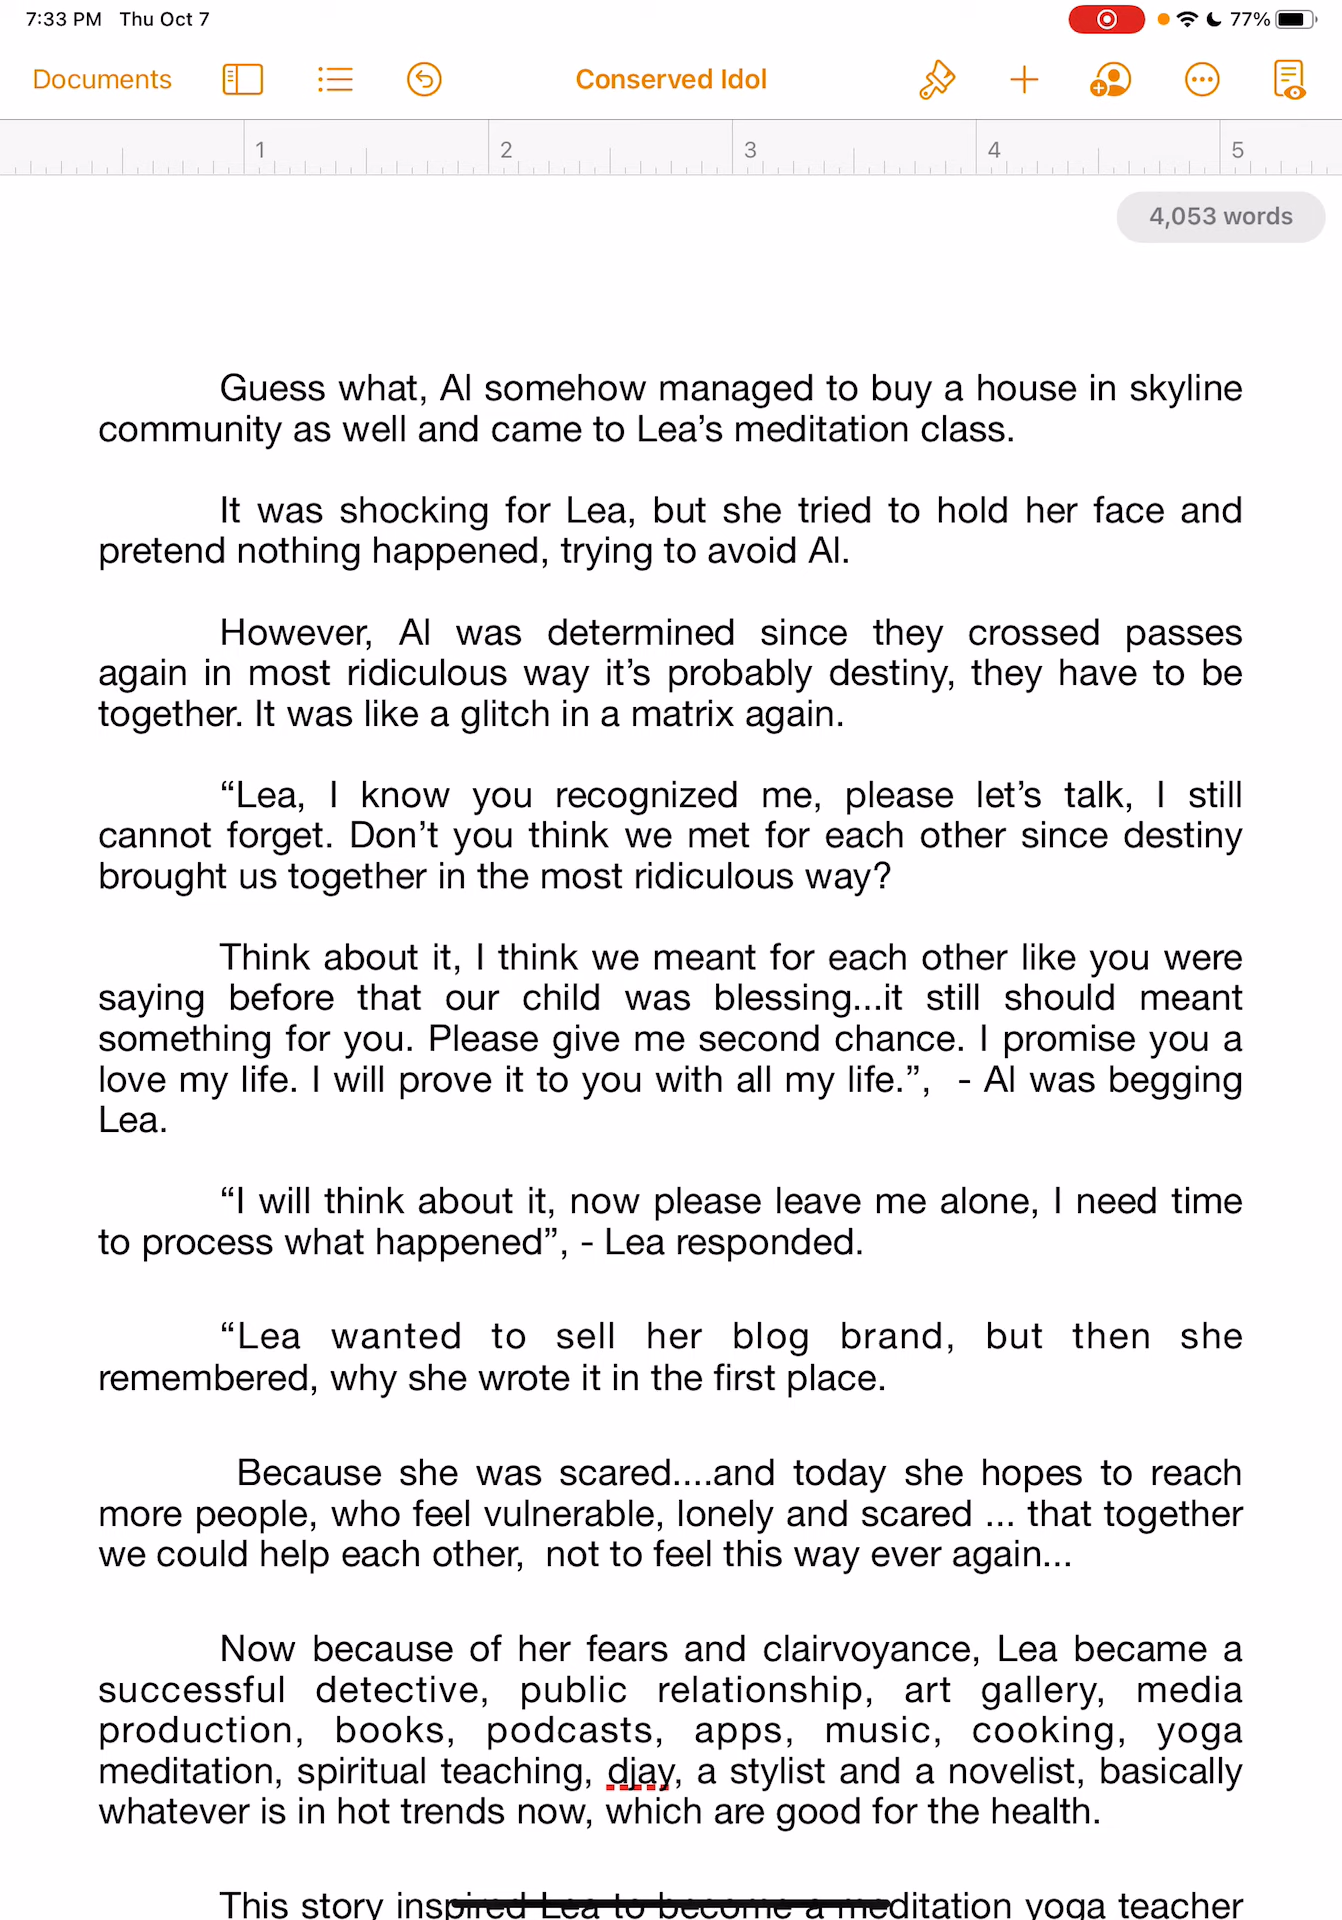 7:33 PM Thu Oct 7 77%
Documents Conserved Idol
1 2 3 4 5
4,053 words
Guess what, Al somehow managed to buy a house in skyline
community as well and came to Lea’s meditation class.
It was shocking for Lea, but she tried to hold her face and
pretend nothing happened, trying to avoid Al.
However, Al was determined since they crossed passes
again in most ridiculous way it’s probably destiny, they have to be
together. It was like a glitch in a matrix again.
“Lea, I know you recognized me, please let’s talk, I still
cannot forget. Don’t you think we met for each other since destiny
brought us together in the most ridiculous way?
Think about it, I think we meant for each other like you were
saying before that our child was blessing...it still should meant
something for you. Please give me second chance. I promise you a
love my life. I will prove it to you with all my life.”, - Al was begging
Lea.
“I will think about it, now please leave me alone, I need time
to process what happened”, - Lea responded.
“Lea wanted to sell her blog brand, but then she
remembered, why she wrote it in the first place.
Because she was scared....and today she hopes to reach
more people, who feel vulnerable, lonely and scared ... that together
we could help each other, not to feel this way ever again...
Now because of her fears and clairvoyance, Lea became a
successful detective, public relationship, art gallery, media
production, books, podcasts, apps, music, cooking, yoga
meditation, spiritual teaching, djay, a stylist and a novelist, basically
whatever is in hot trends now, which are good for the health.
This story inspired Lea to become a meditation yoga teacher